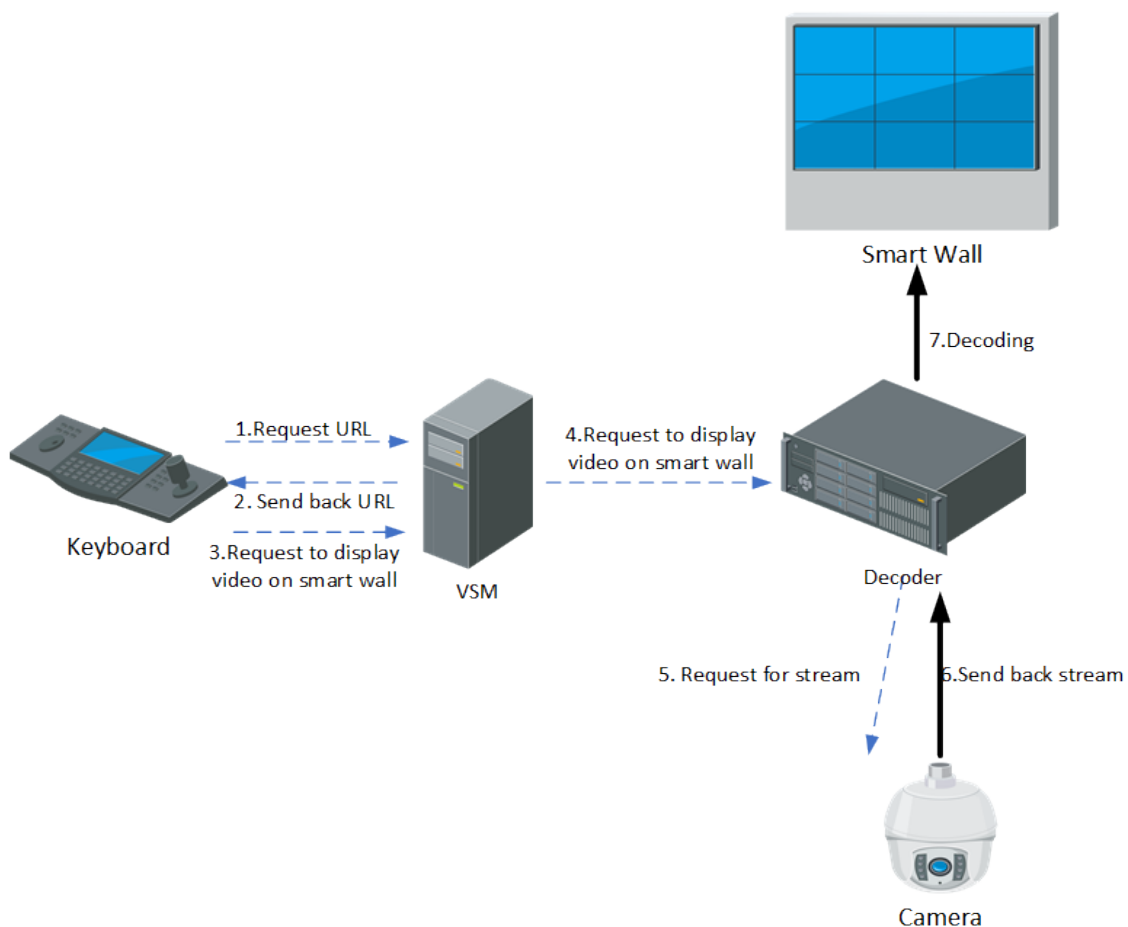 Smart Wall
7.Decoding
1.Request URL
2. Send back URL
3.Request to display
video on smart wall
Keyboard
VSM
4.Request to display
video on smart wall
Decoder
5. Request for stream
6.Send back stream
Camera